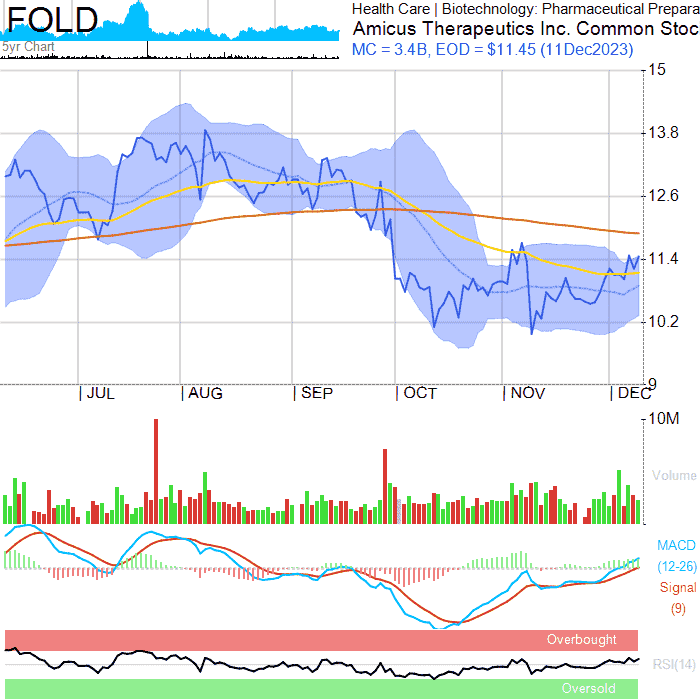 FOLD
5yr Chart
Health Care | Biotechnology: Pharmaceutical Prepara
Amicus Therapeutics Inc. Common Stoc
MC = 3.4B, EOD = $11.45 (11Dec2023)
15
13.8
12.6
11.4
10.2
9
| JUL | AUG | SEP | OCT | NOV | DEC
10M
Volume
MACD
(12-26)
Signal
(9)
Overbought
RSI(14)
Oversold